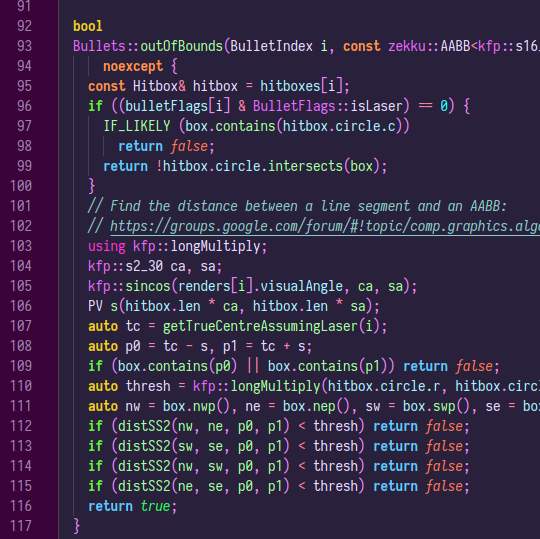 91
92 bool
93 Bullets::outOfBounds(BulletIndex i, const zekku::AABB<kfp::s16_
94 noexcept {
95 const Hitbox& hitbox = hitboxes[i];
96 if ((bulletFlags[i] & BulletFlags::isLaser) == 0) {
97 IF_LIKELY (box.contains(hitbox.circle.c))
98 return false;
99 return !hitbox.circle.intersects(box);
100 }
101 // Find the distance between a line segment and an AABB:
102 // https://groups.google.com/forum/#!topic/comp.graphics.algo
103 using kfp::longMultiply;
104 kfp::s2_30 ca, sa;
105 kfp::sincos(renders[i].visualAngle, ca, sa);
106 PV s(hitbox.len * ca, hitbox.len * sa);
107 auto tc = getTrueCentreAssumingLaser(i);
108 auto p0 = tc - s, p1 = tc + s;
109 if (box.contains(p0) || box.contains(p1)) return false;
110 auto thresh = kfp::longMultiply(hitbox.circle.r, hitbox.circl
111 auto nw = box.nwp(), ne = box.nep(), sw = box.swp(), se = bo
112 if (distSS2(nw, ne, p0, p1) < thresh) return false;
113 if (distSS2(sw, se, p0, p1) < thresh) return false;
114 if (distSS2(nw, sw, p0, p1) < thresh) return false;
115 if (distSS2(ne, se, p0, p1) < thresh) return false;
116 return true;
117 }